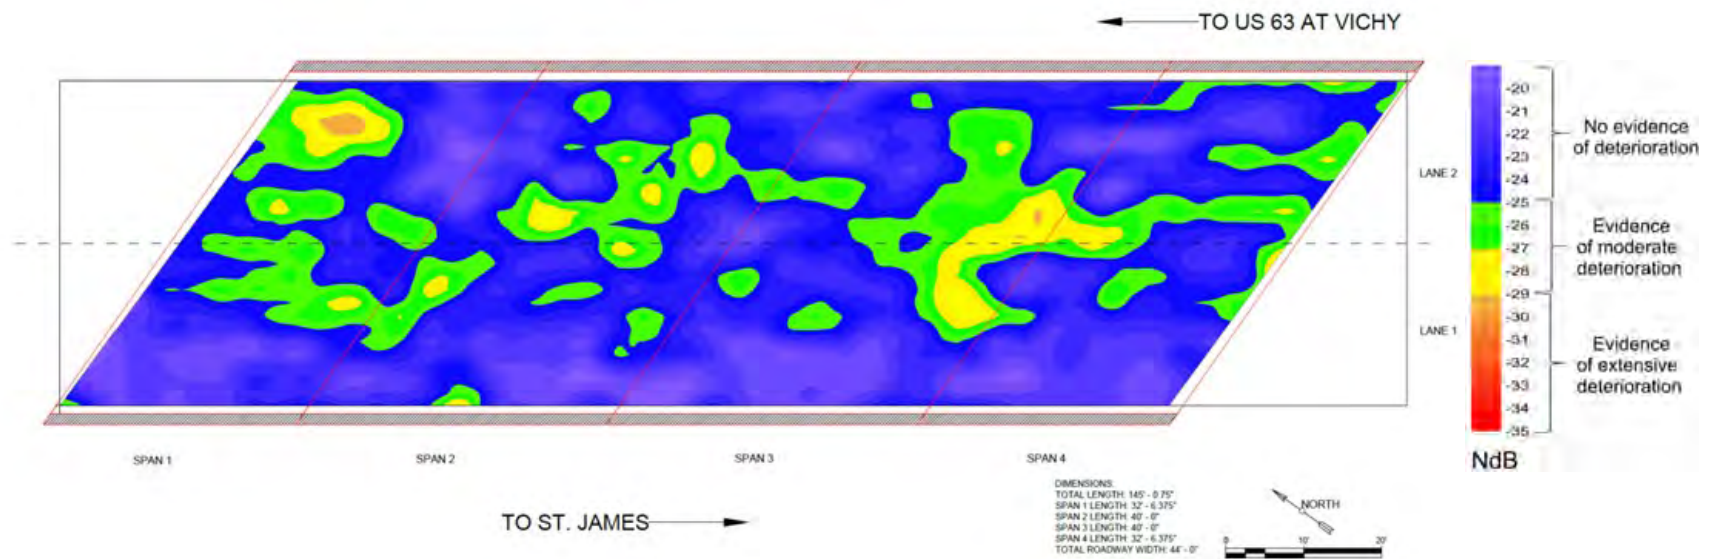 TO US 63 AT VICHY
-20
-21
-22
-23
-24
-25
-26
-27
-28
-29
-30
-31
-32
-33
-34
-35
NdB
No evidence
of deterioration
Evidence
of moderate
deterioration
Evidence
of extensive
deterioration
LANE 2
LANE 1
SPAN 1
SPAN 2
SPAN 3
SPAN 4
TO ST. JAMES
DIMENSIONS:
TOTAL LENGTH: 145' - 0.75"
SPAN 1 LENGTH: 32' - 6.375"
SPAN 2 LENGTH: 40' - 0"
SPAN 3 LENGTH: 40' - 0"
SPAN 4 LENGTH: 32' - 6.375"
TOTAL ROADWAY WIDTH: 44' - 0"
NORTH
0 10' 20'